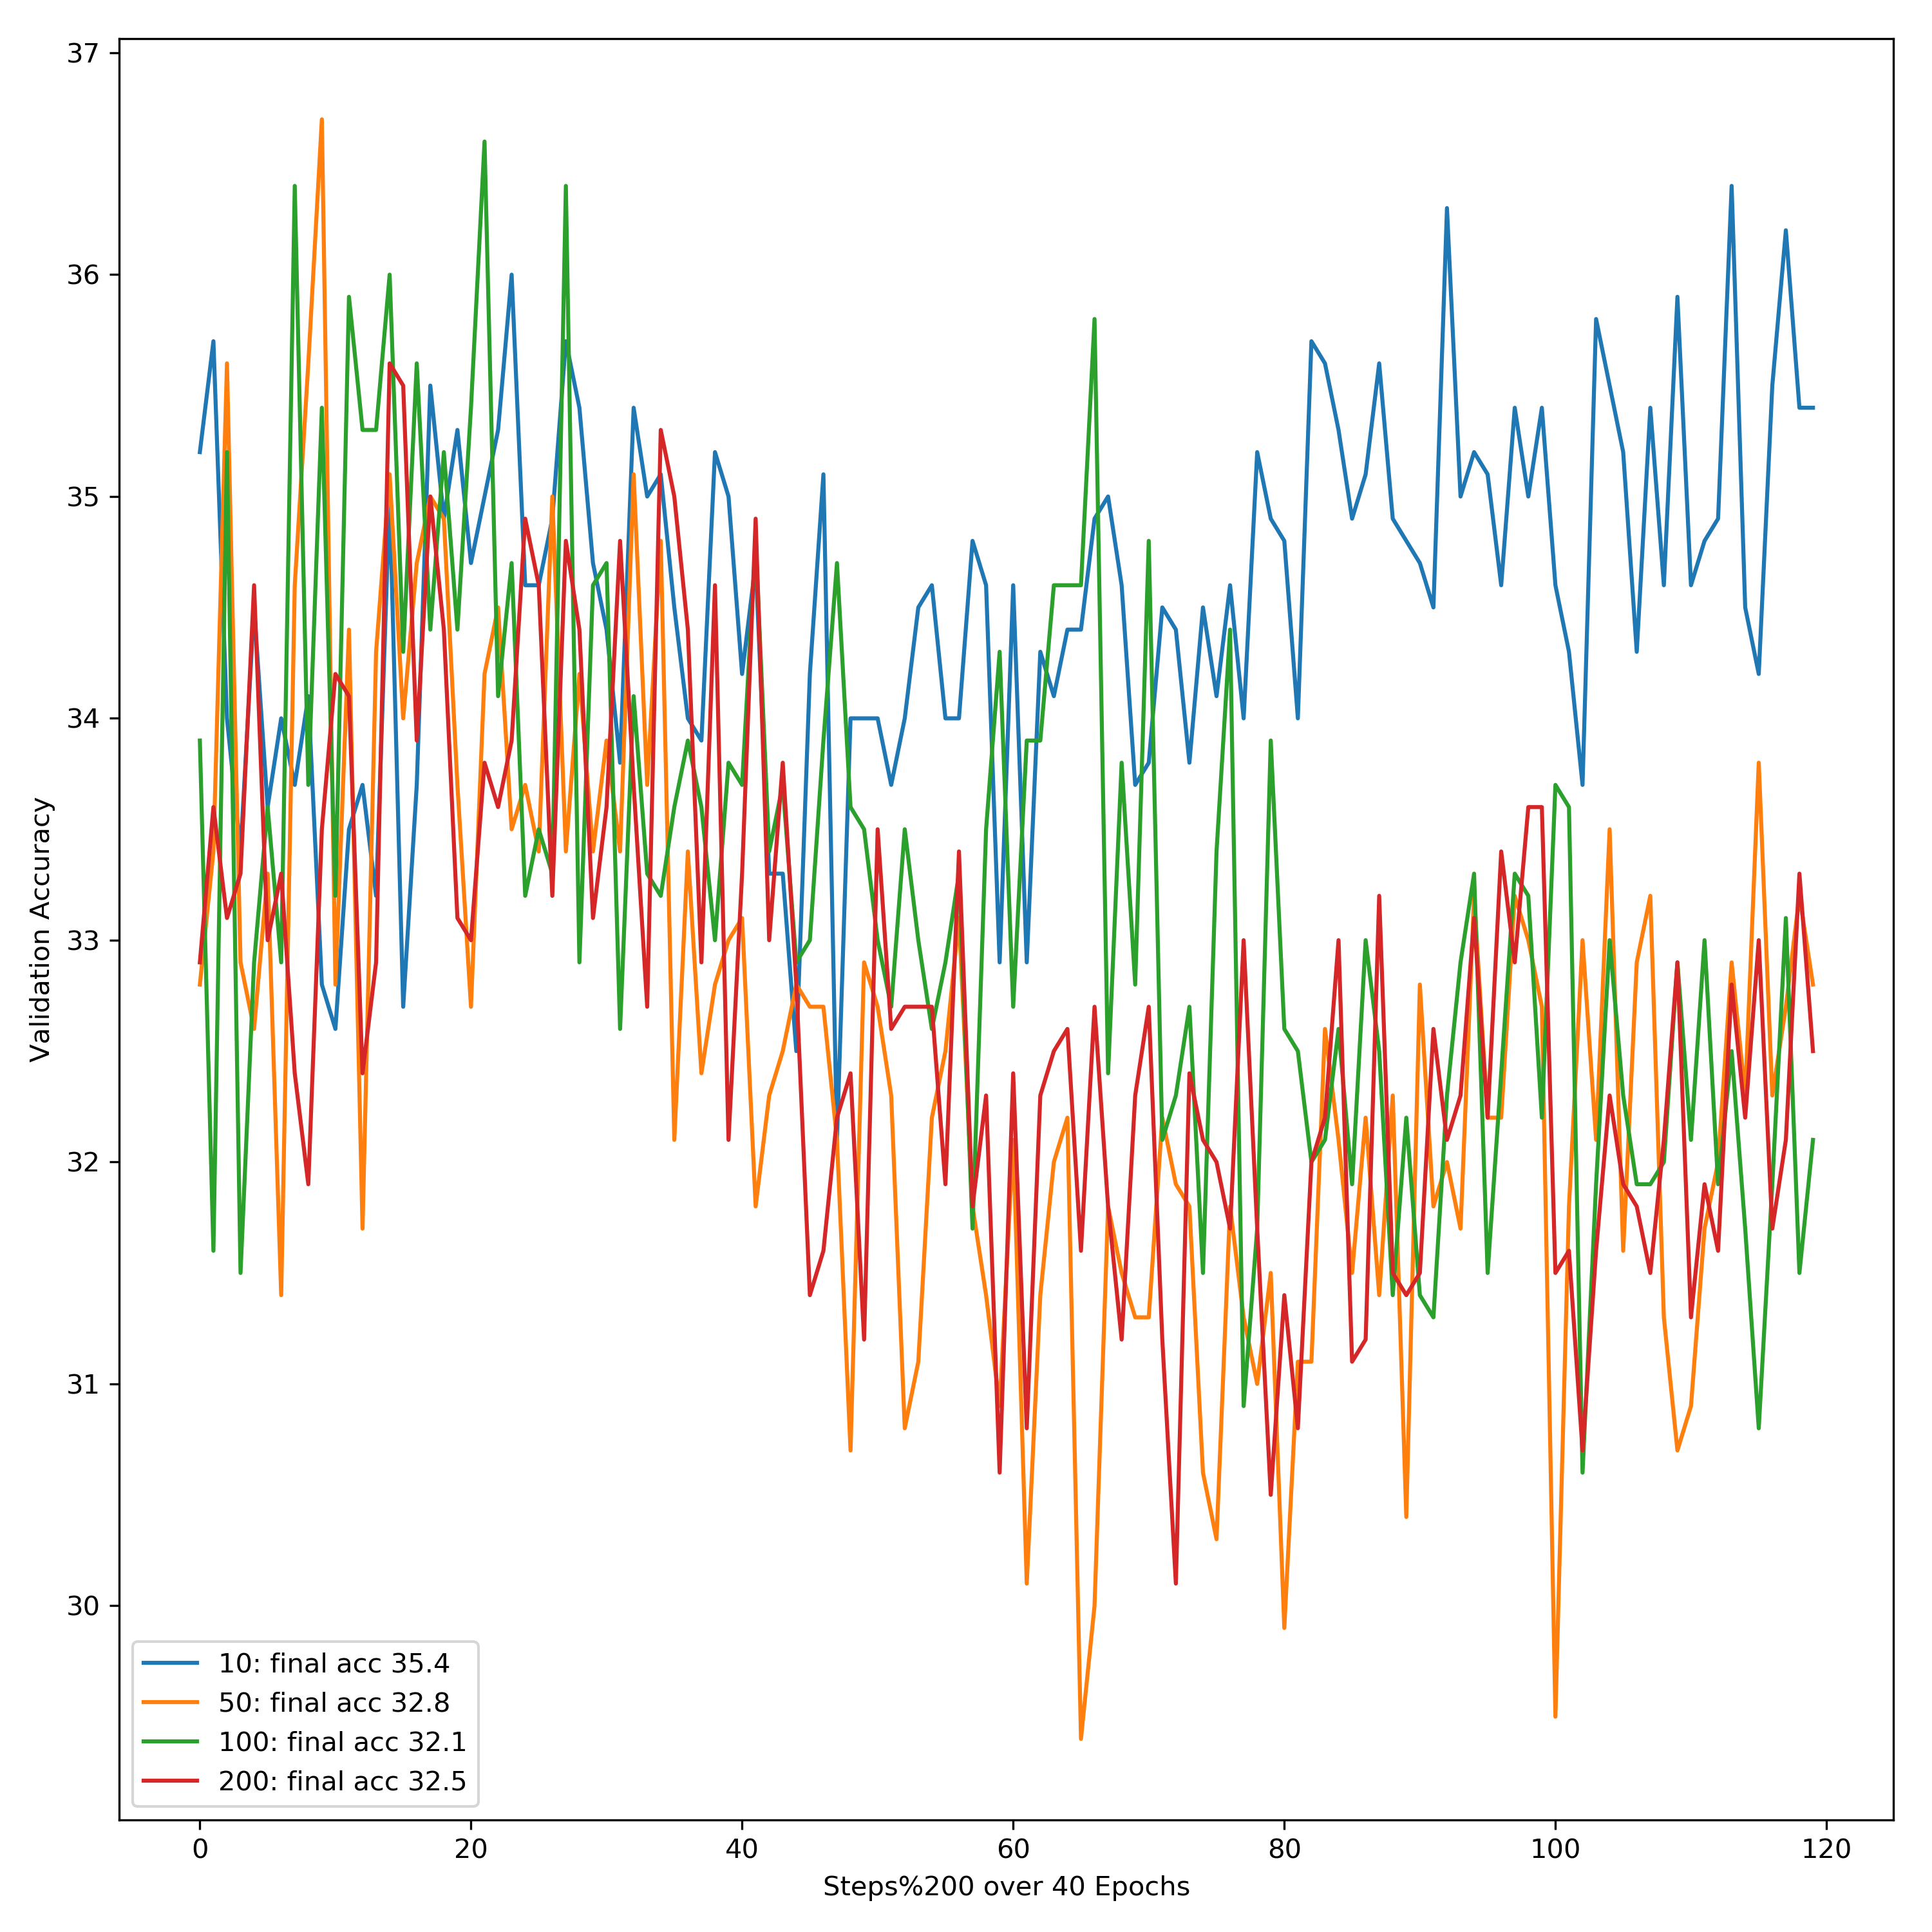 37
36
35
34
33
32
31
30
Validation Accuracy
10: final acc 35.4
50: final acc 32.8
100: final acc 32.1
200: final acc 32.5
0 20 40 60 80 100 120
Steps%200 over 40 Epochs